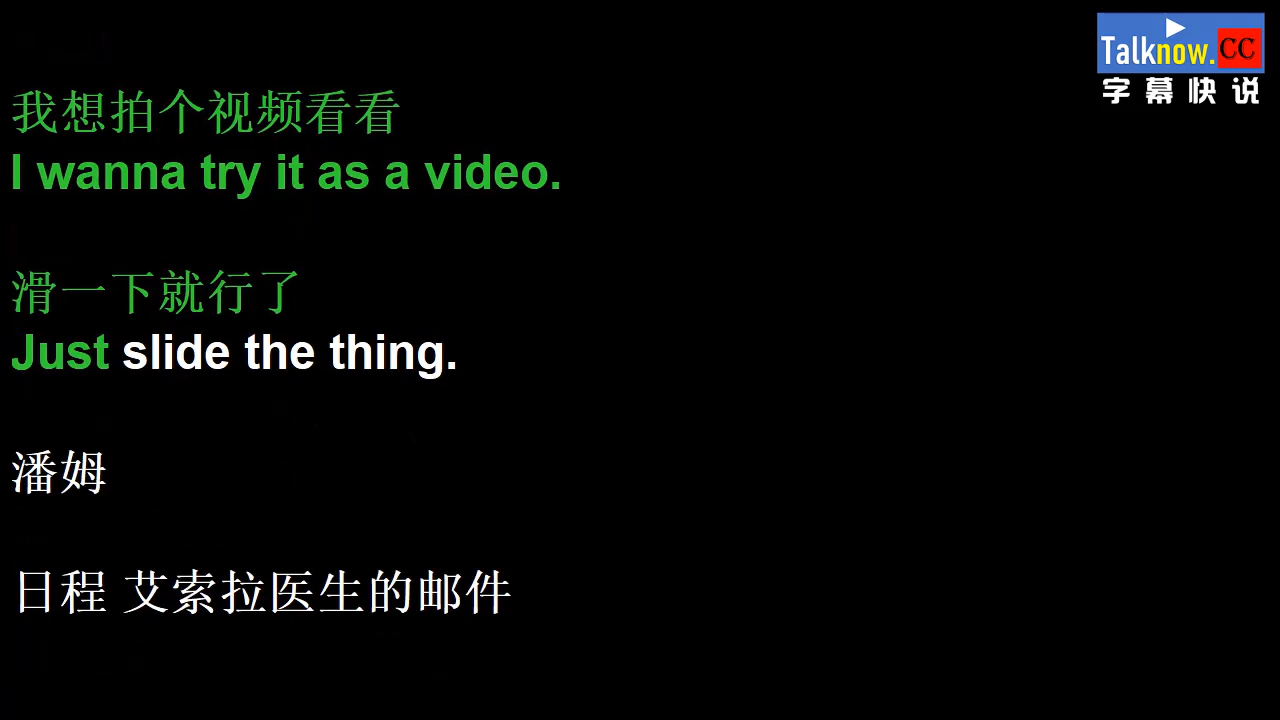 Talknow.CC
字幕快说
我想拍个视频看看
I wanna try it as a video.
滑一下就行了
Just slide the thing.
潘姆
日程 艾索拉医生的邮件